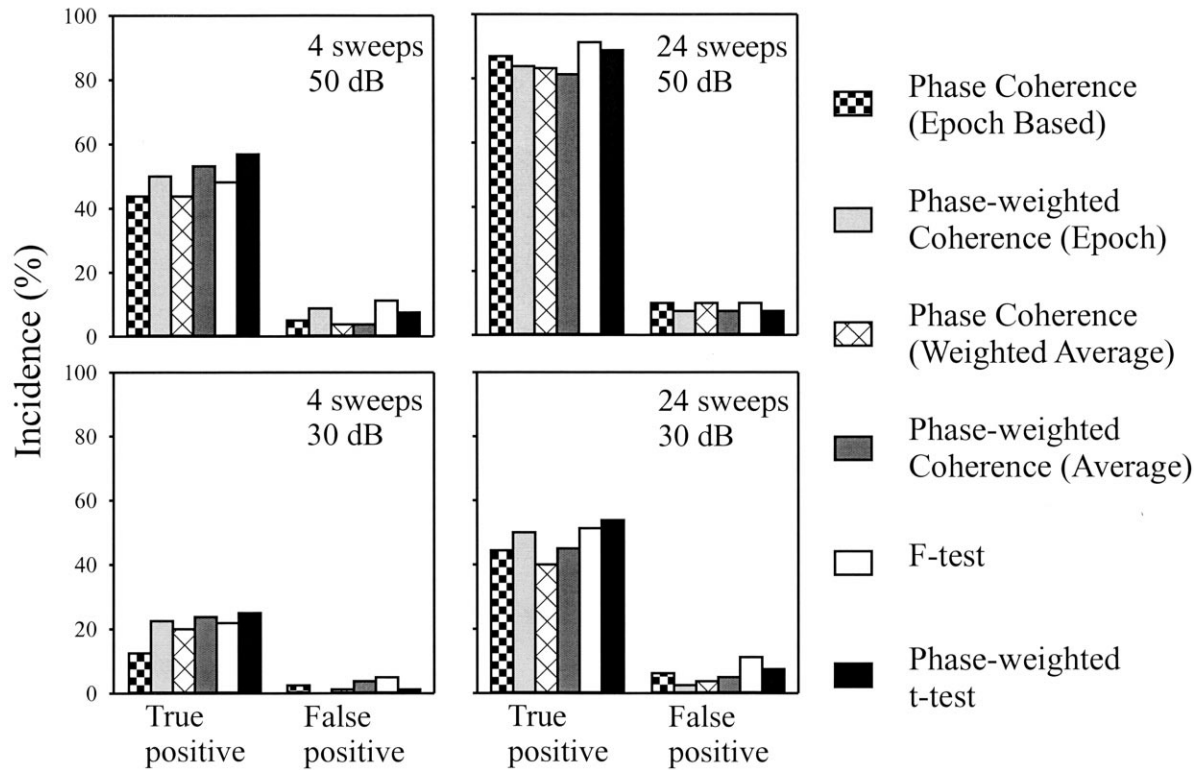 Incidence (%)
100
80
60
40
20
0
4 sweeps
50 dB
24 sweeps
50 dB
100
80
60
40
20
0
4 sweeps
30 dB
24 sweeps
30 dB
True
positive
False
positive
True
positive
False
positive
Phase Coherence
(Epoch Based)
Phase-weighted
Coherence (Epoch)
Phase Coherence
(Weighted Average)
Phase-weighted
Coherence (Average)
F-test
Phase-weighted
t-test